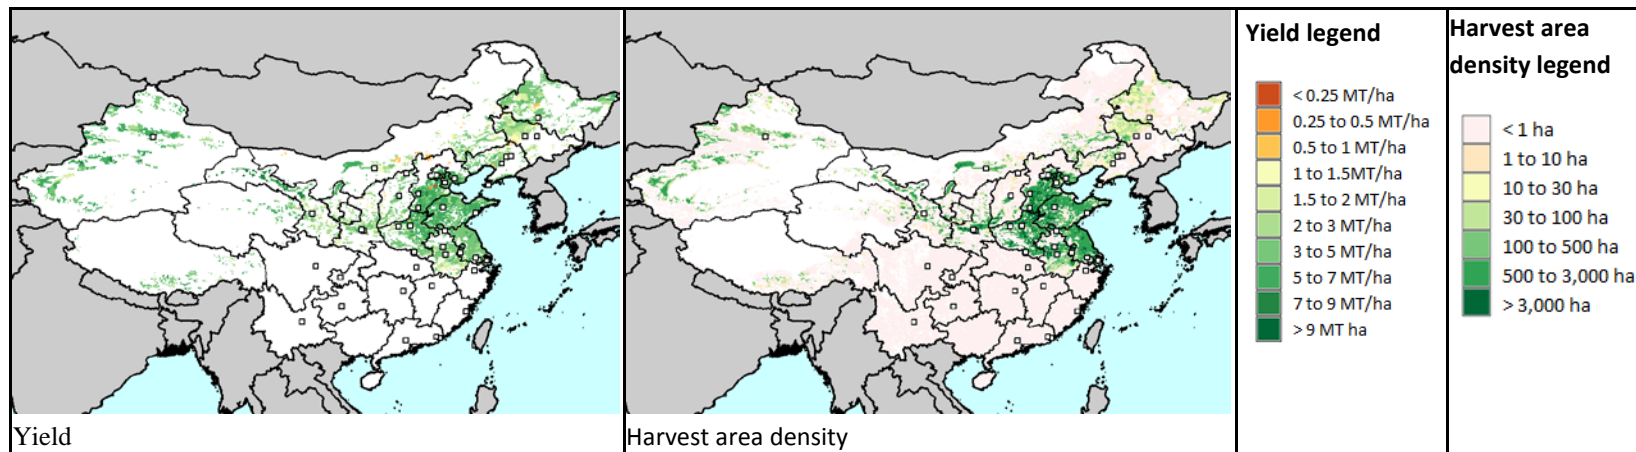 Yield
Harvest area density
Yield legend
< 0.25 MT/ha
0.25 to 0.5 MT/ha
0.5 to 1 MT/ha
1 to 1.5MT/ha
1.5 to 2 MT/ha
2 to 3 MT/ha
3 to 5 MT/ha
5 to 7 MT/ha
7 to 9 MT/ha
> 9 MT ha
Harvest area
density legend
< 1 ha
1 to 10 ha
10 to 30 ha
30 to 100 ha
100 to 500 ha
500 to 3,000 ha
> 3,000 ha